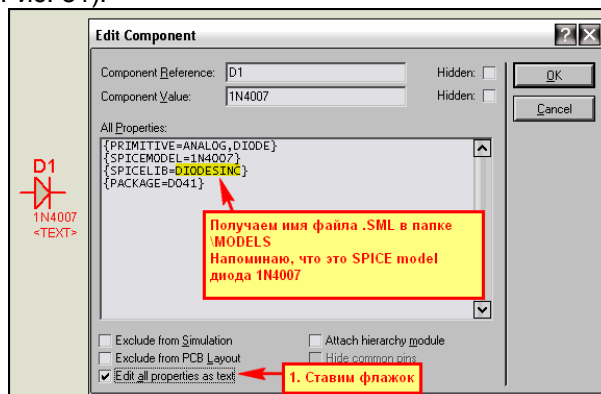 Edit Component
Component Reference: D1 Hidden:
Component Value: 1N4007 Hidden:
OK
Cancel
All Properties:
{PRIMITIVE=ANALOG,DIODE}
{SPICEMODEL=1N4007}
{SPICELIB=DIODESINC}
{PACKAGE=DO41}
D1
1N4007
<TEXT>
Получаем имя файла .SML в папке
\MODELS
Напоминаю, что это SPICE model
диода 1N4007
Exclude from Simulation Attach hierarchy module
Exclude from PCB Layout Hide common pins
Edit all properties as text
1. Ставим флажок